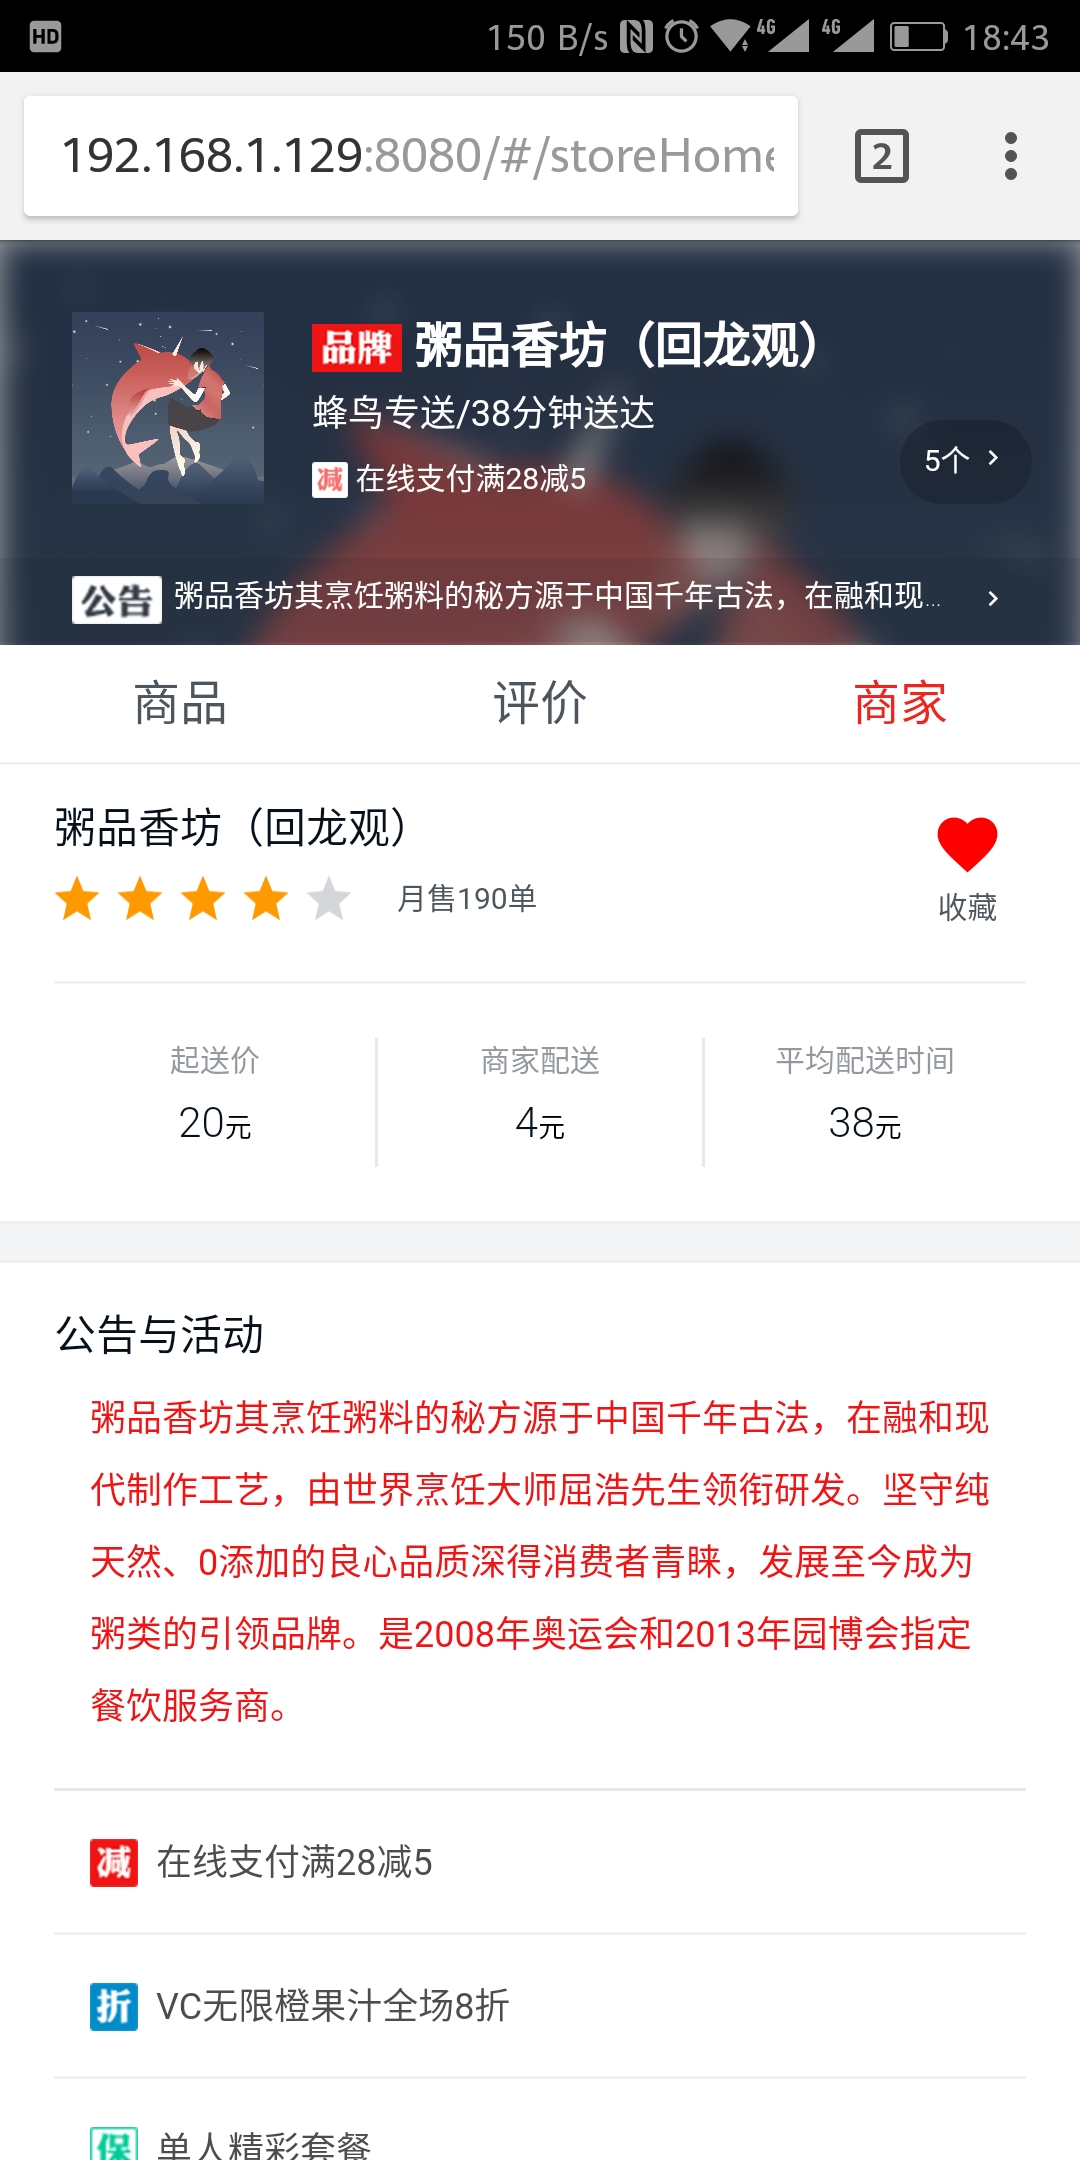 HD 150 B/s 4G 4G 18:43
192.168.1.129:8080/#/storeHome
2
品牌 粥品香坊（回龙观）
蜂鸟专送/38分钟送达
减 在线支付满28减5
5个
公告 粥品香坊其烹饪粥料的秘方源于中国千年古法，在融和现...
商品 评价 商家
粥品香坊（回龙观）
月售190单
收藏
起送价 商家配送 平均配送时间
20元 4元 38元
公告与活动
粥品香坊其烹饪粥料的秘方源于中国千年古法，在融和现
代制作工艺，由世界烹饪大师屈浩先生领衔研发。坚守纯
天然、0添加的良心品质深得消费者青睐，发展至今成为
粥类的引领品牌。是2008年奥运会和2013年园博会指定
餐饮服务商。
减 在线支付满28减5
折 VC无限橙果汁全场8折
保 单人精彩套餐